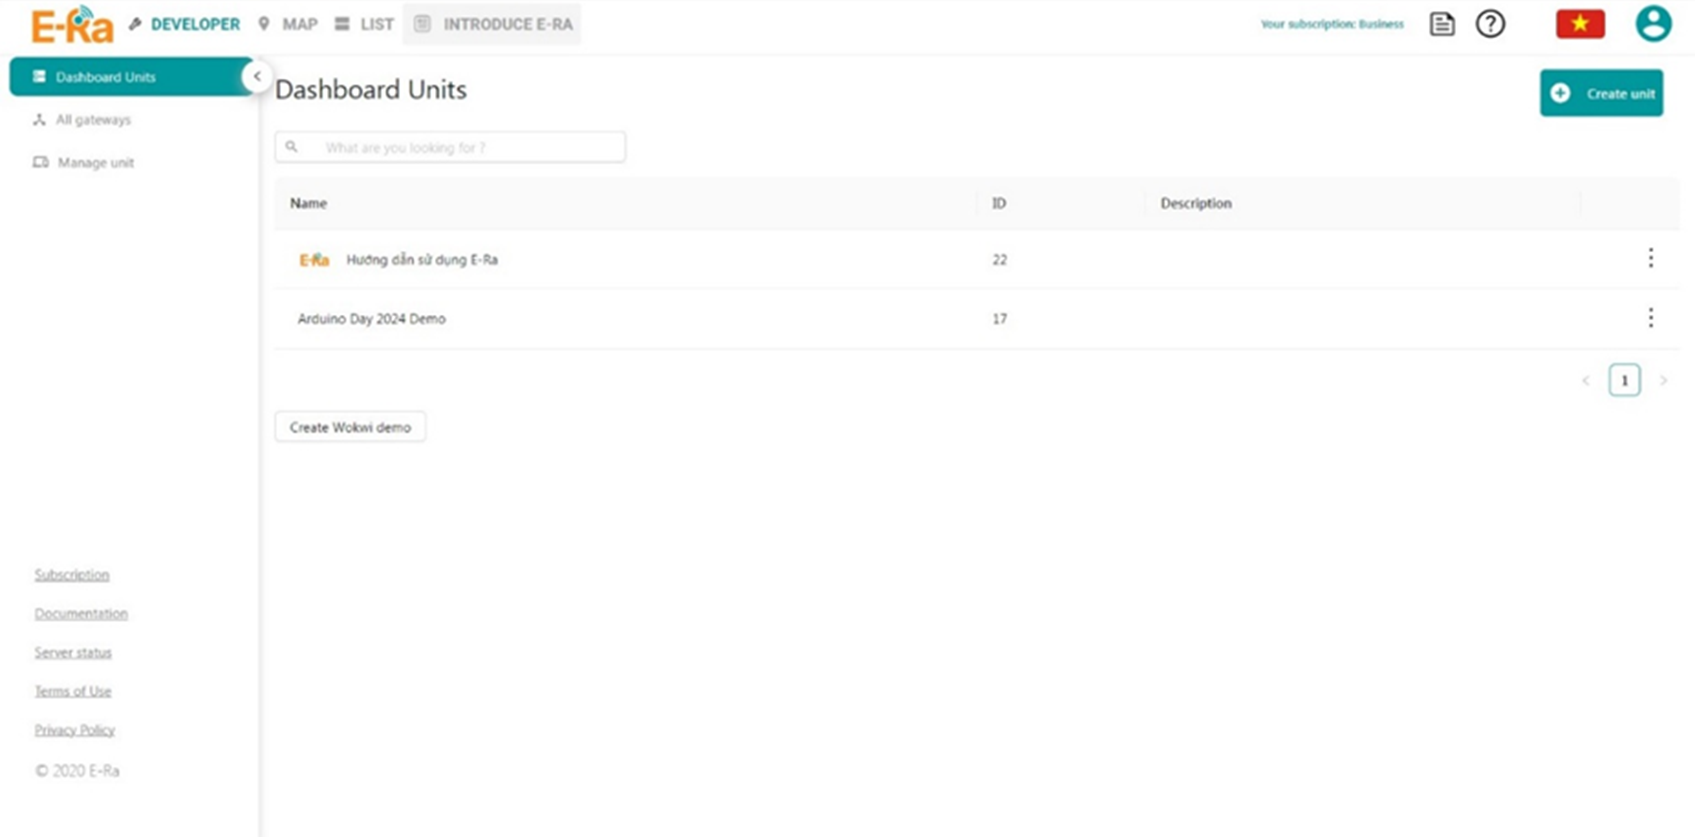 E-Ra DEVELOPER MAP LIST INTRODUCE E-RA Your subscription: Business
Dashboard Units
All gateways
Manage unit
Dashboard Units
Create unit
What are you looking for ?
Name ID Description
E-Ra Hướng dẫn sử dụng E-Ra 22
Arduino Day 2024 Demo 17
< 1 >
Create Wokwi demo
Subscription
Documentation
Server status
Terms of Use
Privacy Policy
© 2020 E-Ra